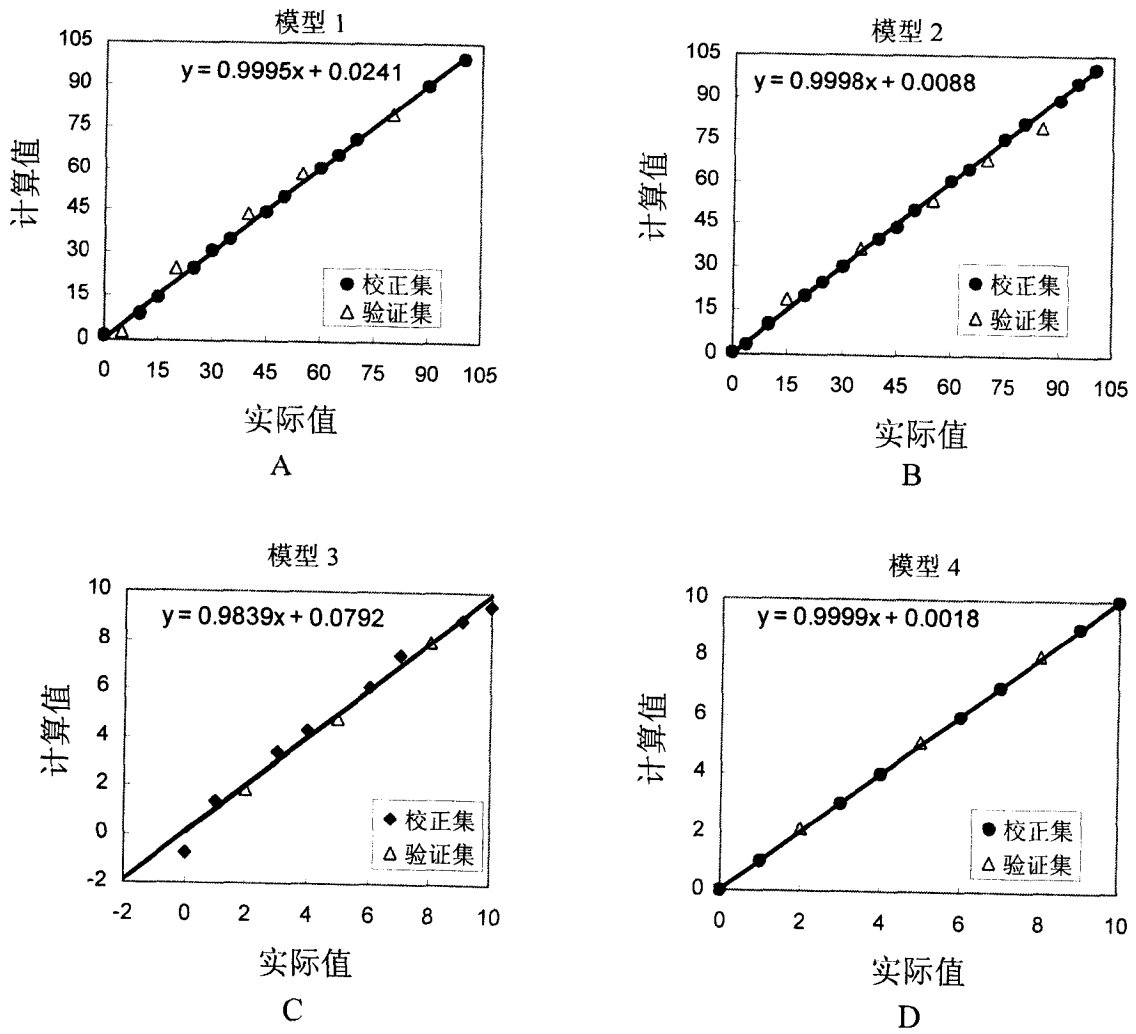 模型 1
y = 0.9995x + 0.0241
105
90
75
60
45
30
15
0
计算值
校正集
验证集
0 15 30 45 60 75 90 105
实际值
A
模型 2
y = 0.9998x + 0.0088
105
90
75
60
45
30
15
0
计算值
校正集
验证集
0 15 30 45 60 75 90 105
实际值
B
模型 3
y = 0.9839x + 0.0792
10
8
6
4
2
0
-2
计算值
校正集
验证集
-2 0 2 4 6 8 10
实际值
C
模型 4
y = 0.9999x + 0.0018
10
8
6
4
2
0
计算值
校正集
验证集
0 2 4 6 8 10
实际值
D